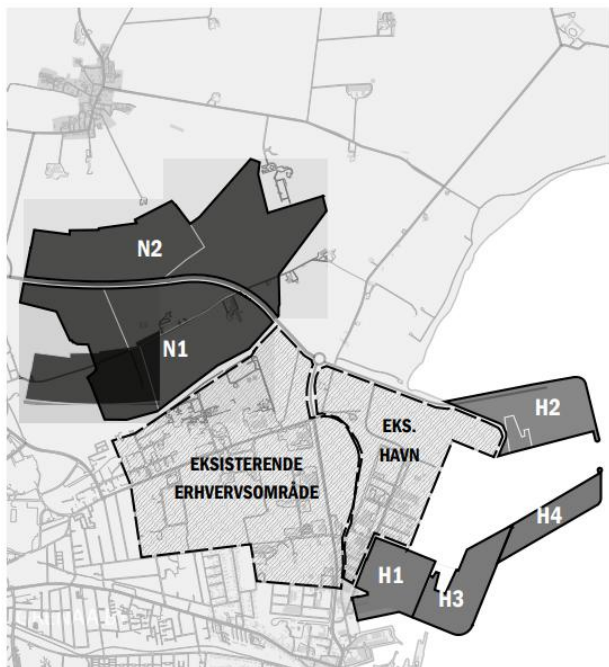 N2
N1
H2
EKS.
HAVN
EKSISTERENDE
ERHVERVSOMRÅDE
H4
H1
H3